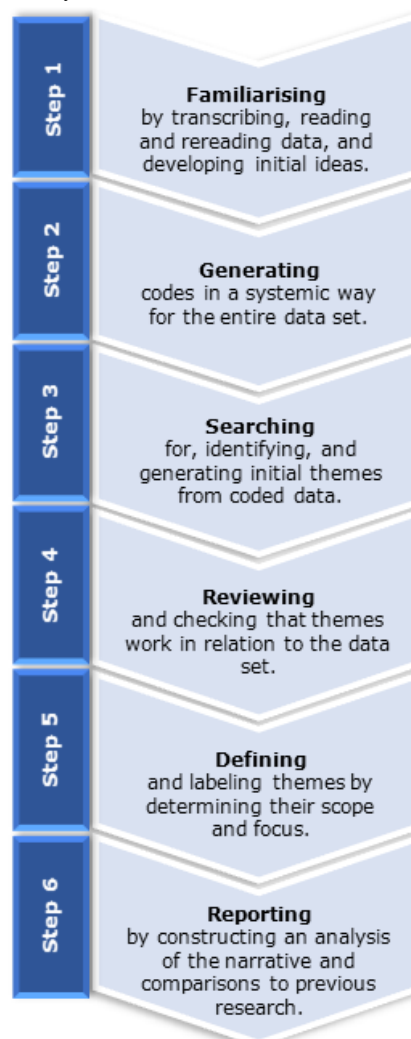 Step 1
Familiarising
by transcribing, reading
and rereading data, and
developing initial ideas.
Step 2
Generating
codes in a systemic way
for the entire data set.
Step 3
Searching
for, identifying, and
generating initial themes
from coded data.
Step 4
Reviewing
and checking that themes
work in relation to the data
set.
Step 5
Defining
and labeling themes by
determining their scope
and focus.
Step 6
Reporting
by constructing an analysis
of the narrative and
comparisons to previous
research.